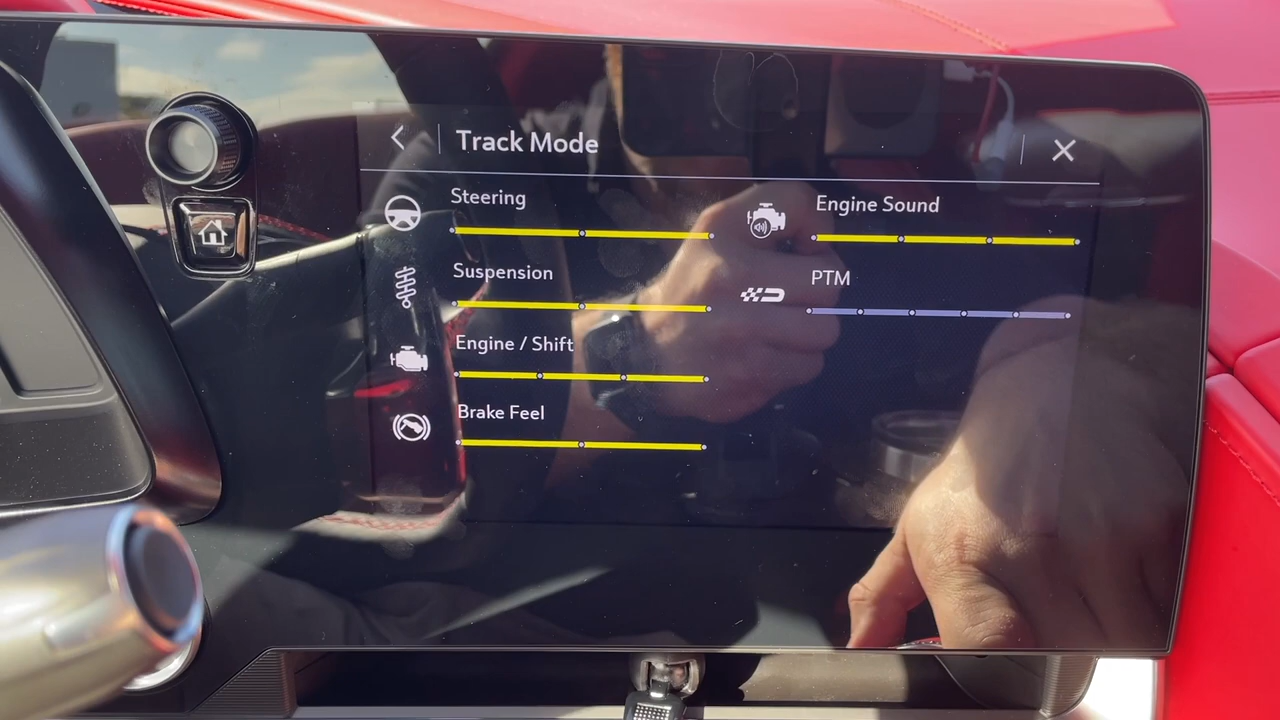 Track Mode
Steering
Suspension
Engine / Shift
Brake Feel
Engine Sound
PTM